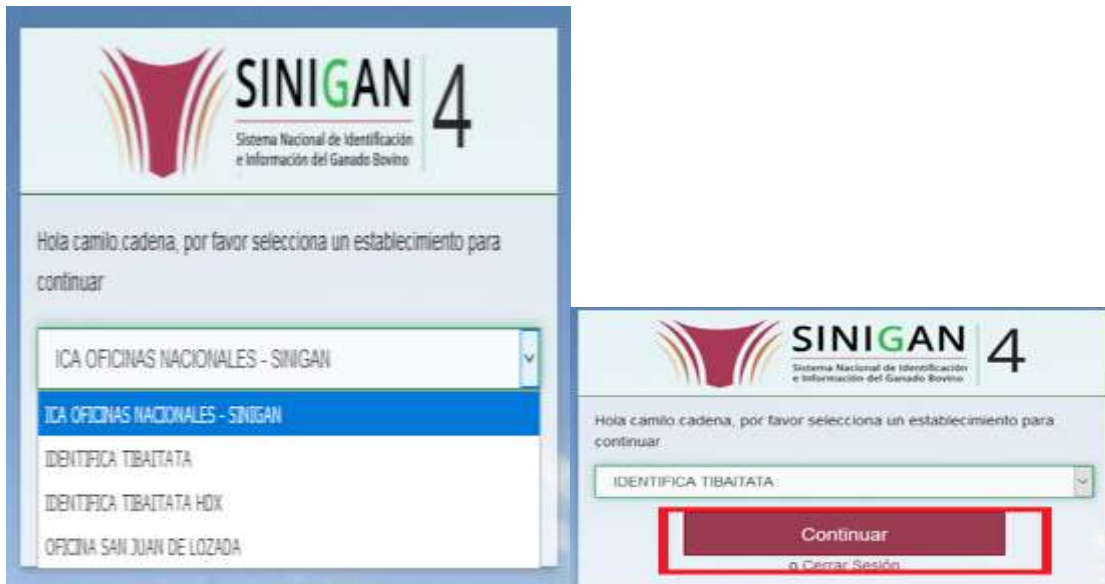 SINIGAN 4
Sistema Nacional de Identificación
e Información del Ganado Bovino
Hola camilo.cadena, por favor selecciona un establecimiento para
continuar
ICA OFICINAS NACIONALES - SINIGAN
ICA OFICINAS NACIONALES - SINIGAN
IDENTIFICA TIBAITATA
IDENTIFICA TIBAITATA HDX
OFICINA SAN JUAN DE LOZADA
SINIGAN 4
Sistema Nacional de Identificación
e Información del Ganado Bovino
Hola camilo.cadena, por favor selecciona un establecimiento para
continuar
IDENTIFICA TIBAITATA
Continuar
o Cerrar Sesión